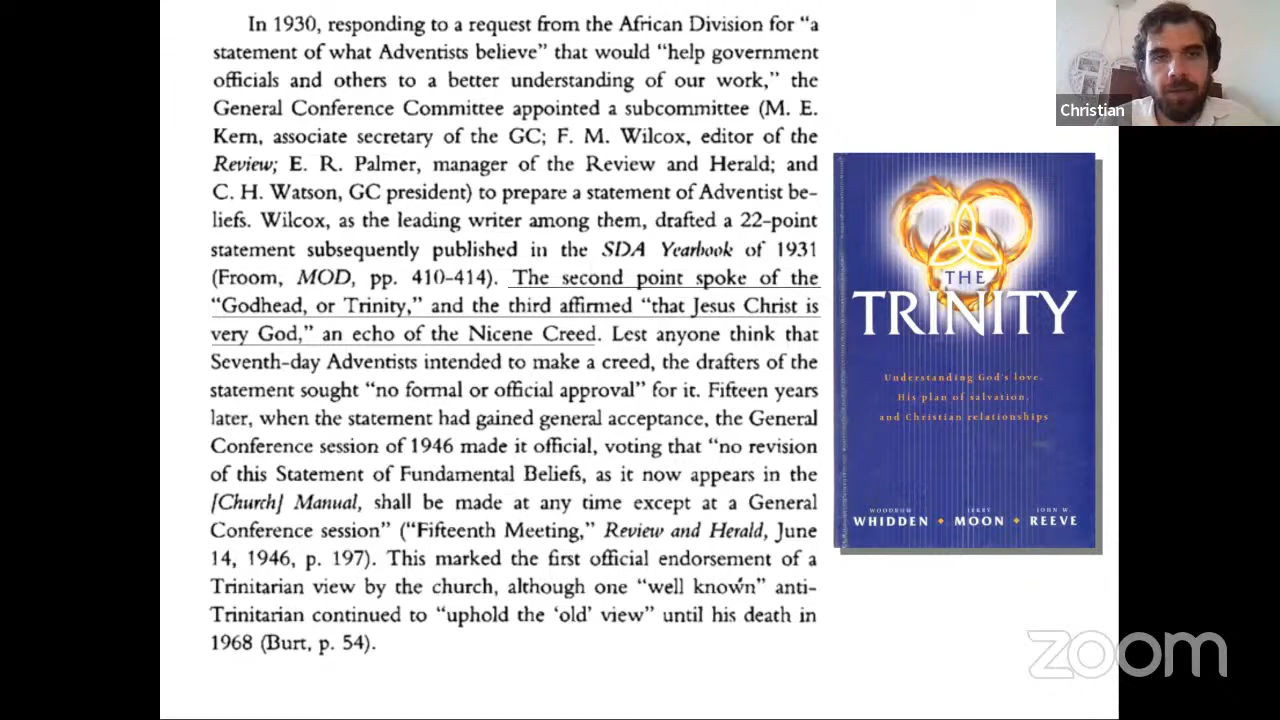 In 1930, responding to a request from the African Division for “a
statement of what Adventists believe” that would “help government
officials and others to a better understanding of our work,” the
General Conference Committee appointed a subcommittee (M. E.
Kern, associate secretary of the GC; F. M. Wilcox, editor of the
Review; E. R. Palmer, manager of the Review and Herald; and
C. H. Watson, GC president) to prepare a statement of Adventist be-
liefs. Wilcox, as the leading writer among them, drafted a 22-point
statement subsequently published in the SDA Yearbook of 1931
(Froom, MOD, pp. 410–414). The second point spoke of the
“Godhead, or Trinity,” and the third affirmed “that Jesus Christ is
very God,” an echo of the Nicene Creed. Lest anyone think that
Seventh-day Adventists intended to make a creed, the drafters of the
statement sought “no formal or official approval” for it. Fifteen years
later, when the statement had gained general acceptance, the General
Conference session of 1946 made it official, voting that “no revision
of this Statement of Fundamental Beliefs, as it now appears in the
[Church] Manual, shall be made at any time except at a General
Conference session” (“Fifteenth Meeting,” Review and Herald, June
14, 1946, p. 197). This marked the first official endorsement of a
Trinitarian view by the church, although one “well known” anti-
Trinitarian continued to “uphold the ‘old’ view” until his death in
1968 (Burt, p. 54).
Christian
THE
TRINITY
Understanding God's love,
His plan of salvation,
and Christian relationships
WOODROW
WHIDDEN • JERRY
MOON • JOHN W.
REEVE
zoom